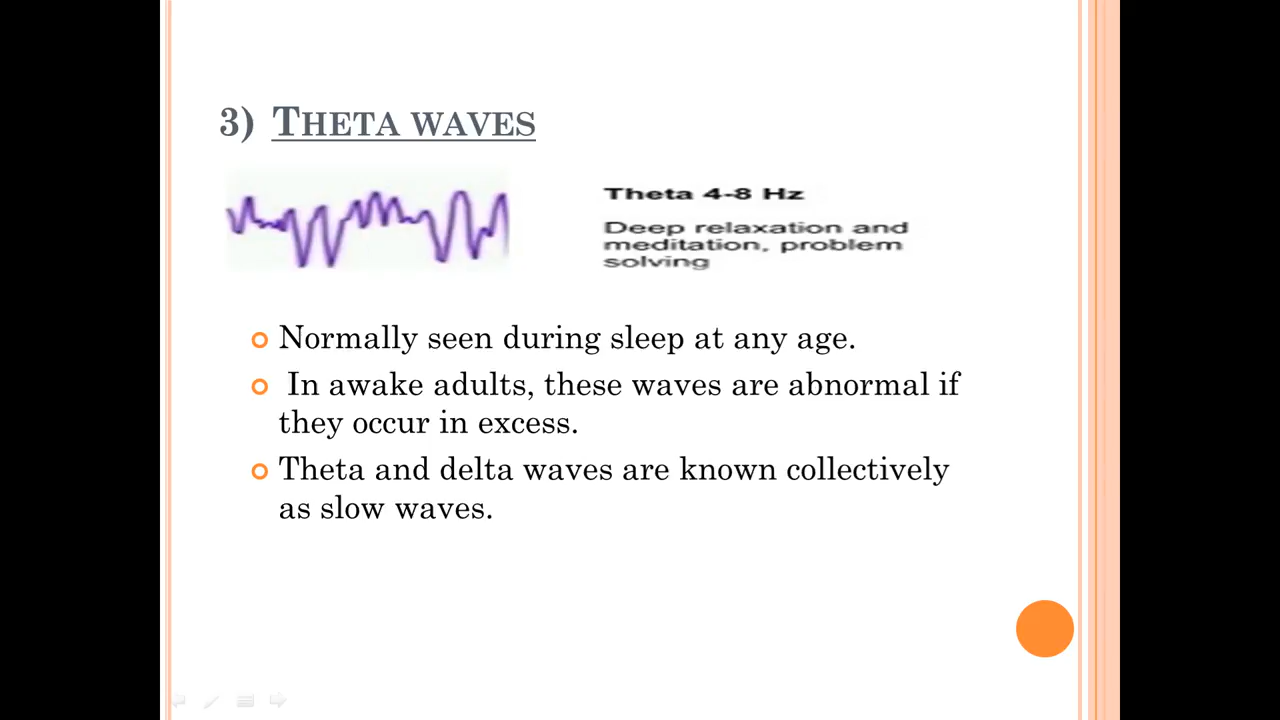 3) THETA WAVES
Theta 4-8 Hz
Deep relaxation and
meditation, problem
solving
Normally seen during sleep at any age.
In awake adults, these waves are abnormal if
they occur in excess.
Theta and delta waves are known collectively
as slow waves.